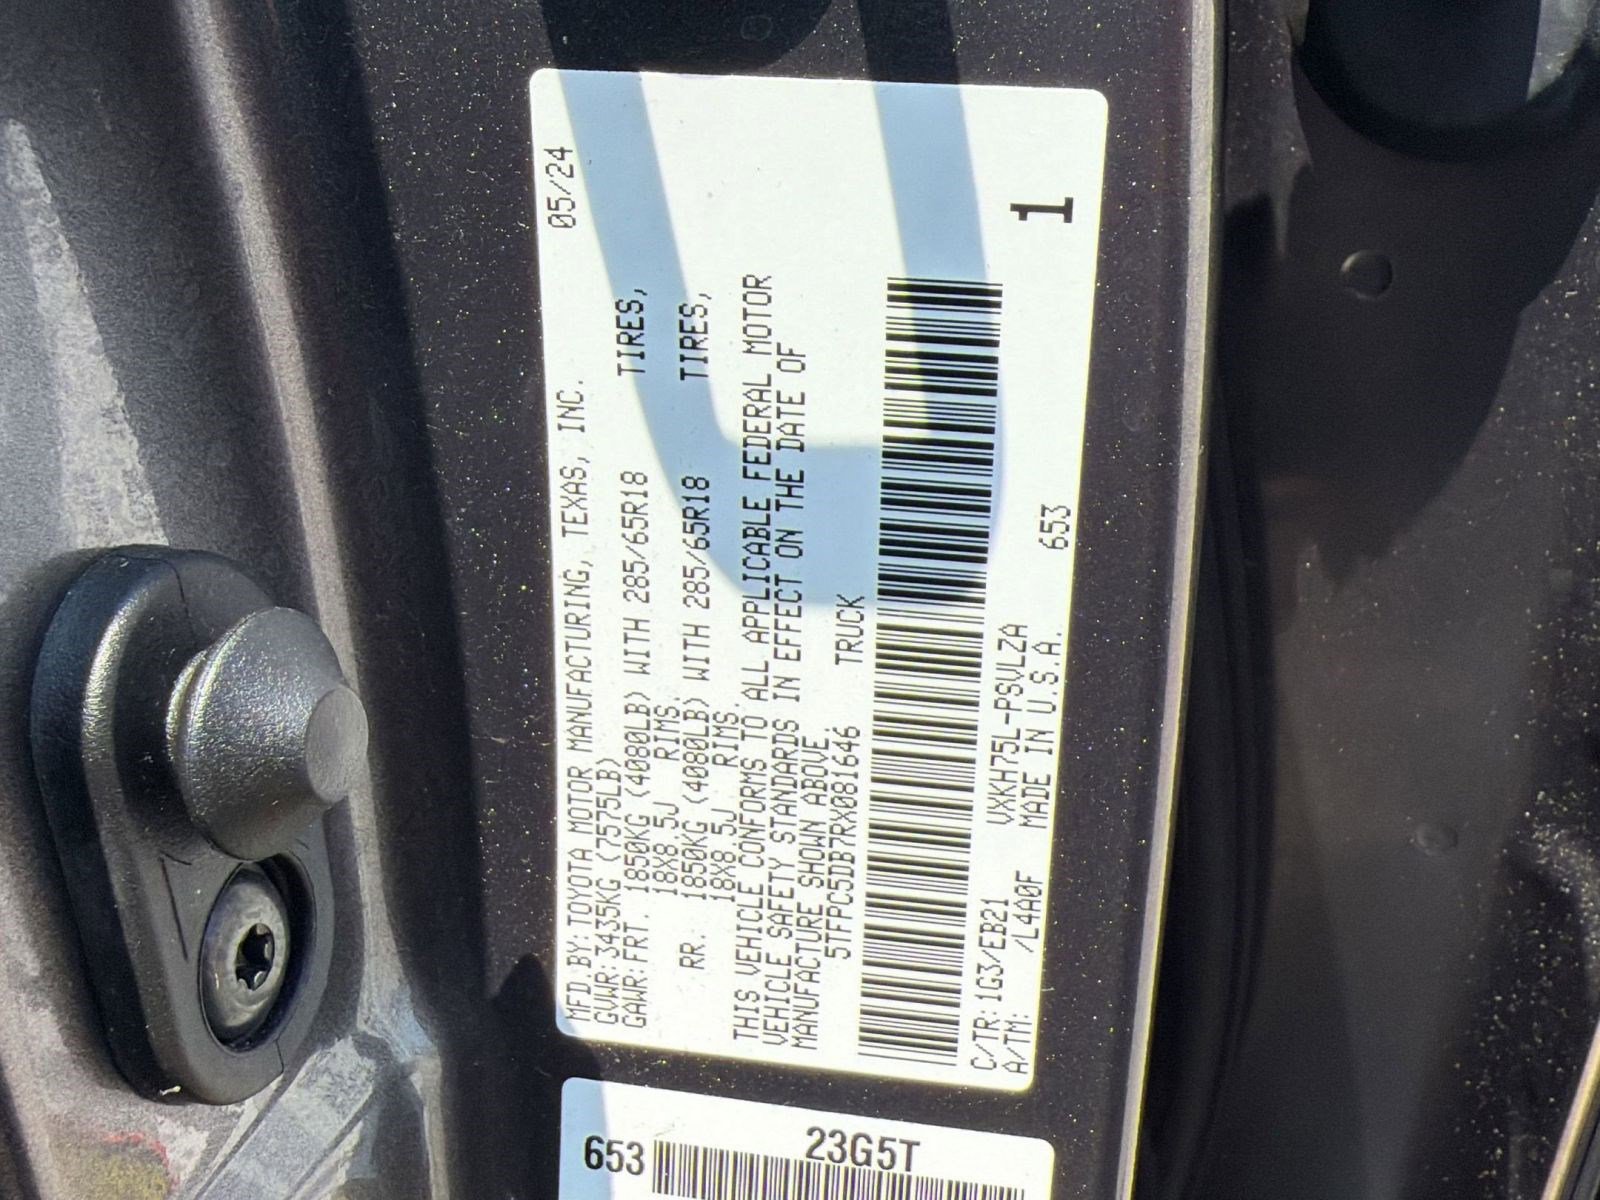 MFD.BY:TOYOTA MOTOR MANUFACTURING, TEXAS, INC. 05/24
GVWR:3435KG (7575LB)
GAWR:FRT. 1850KG (4080LB) WITH 285/65R18 TIRES,
18X8.5J RIMS.
RR. 1850KG (4080LB) WITH 285/65R18 TIRES,
18X8.5J RIMS.
THIS VEHICLE CONFORMS TO ALL APPLICABLE FEDERAL MOTOR
VEHICLE SAFETY STANDARDS IN EFFECT ON THE DATE OF
MANUFACTURE SHOWN ABOVE.
5TFPC5DB7RX081646 TRUCK
C/TR:1G3/EB21 VXKH75L-PSVLZA
A/TM: /L4A0F MADE IN U.S.A. 653
1
653 23G5T